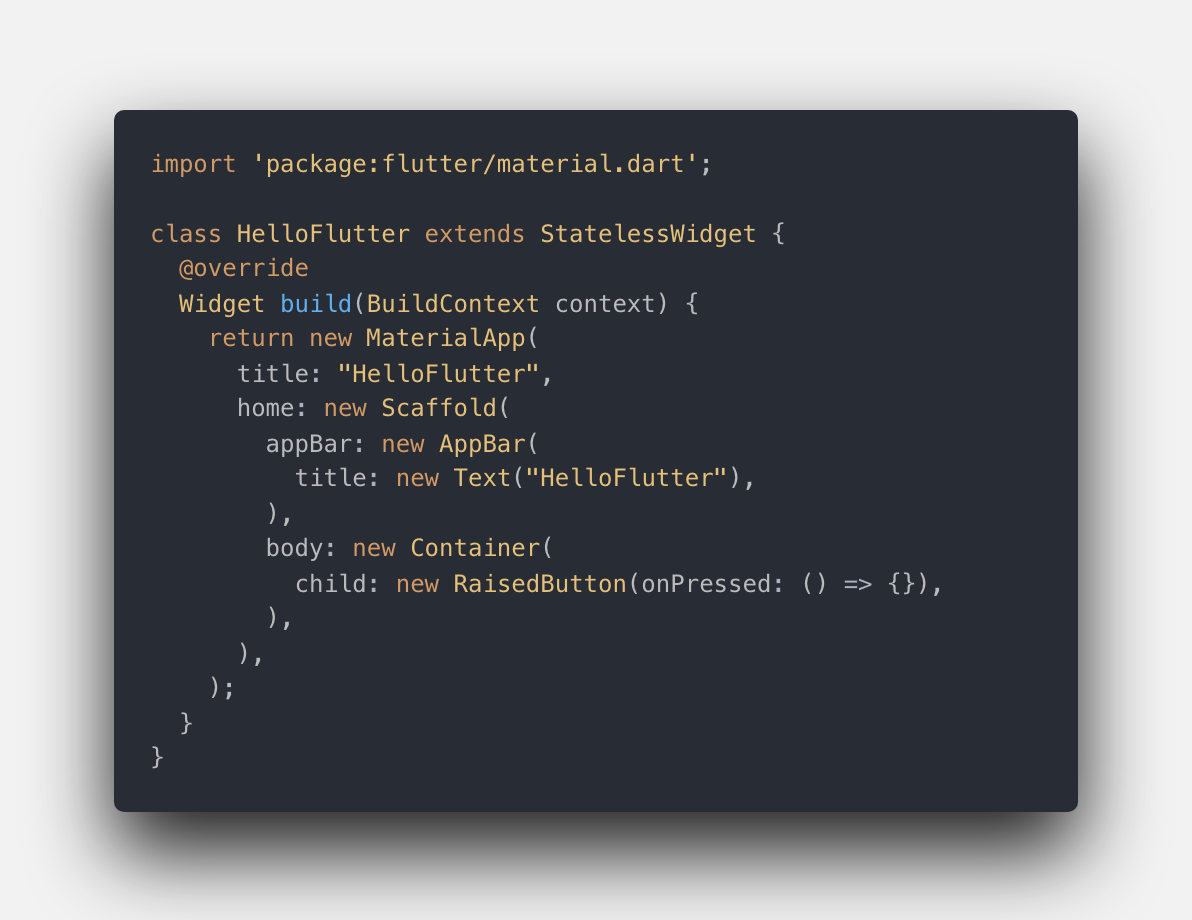 import 'package:flutter/material.dart';

class HelloFlutter extends StatelessWidget {
  @override
  Widget build(BuildContext context) {
    return new MaterialApp(
      title: "HelloFlutter",
      home: new Scaffold(
        appBar: new AppBar(
          title: new Text("HelloFlutter"),
        ),
        body: new Container(
          child: new RaisedButton(onPressed: () => {}),
        ),
      ),
    );
  }
}